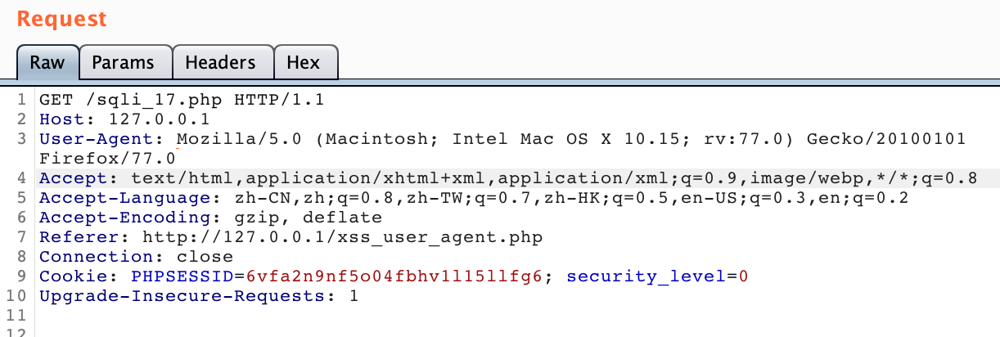 Request
Raw Params Headers Hex
1 GET /sqli_17.php HTTP/1.1
2 Host: 127.0.0.1
3 User-Agent: Mozilla/5.0 (Macintosh; Intel Mac OS X 10.15; rv:77.0) Gecko/20100101
Firefox/77.0
4 Accept: text/html,application/xhtml+xml,application/xml;q=0.9,image/webp,*/*;q=0.8
5 Accept-Language: zh-CN,zh;q=0.8,zh-TW;q=0.7,zh-HK;q=0.5,en-US;q=0.3,en;q=0.2
6 Accept-Encoding: gzip, deflate
7 Referer: http://127.0.0.1/xss_user_agent.php
8 Connection: close
9 Cookie: PHPSESSID=6vfa2n9nf5o04fbhv1l15llfg6; security_level=0
10 Upgrade-Insecure-Requests: 1
11
12